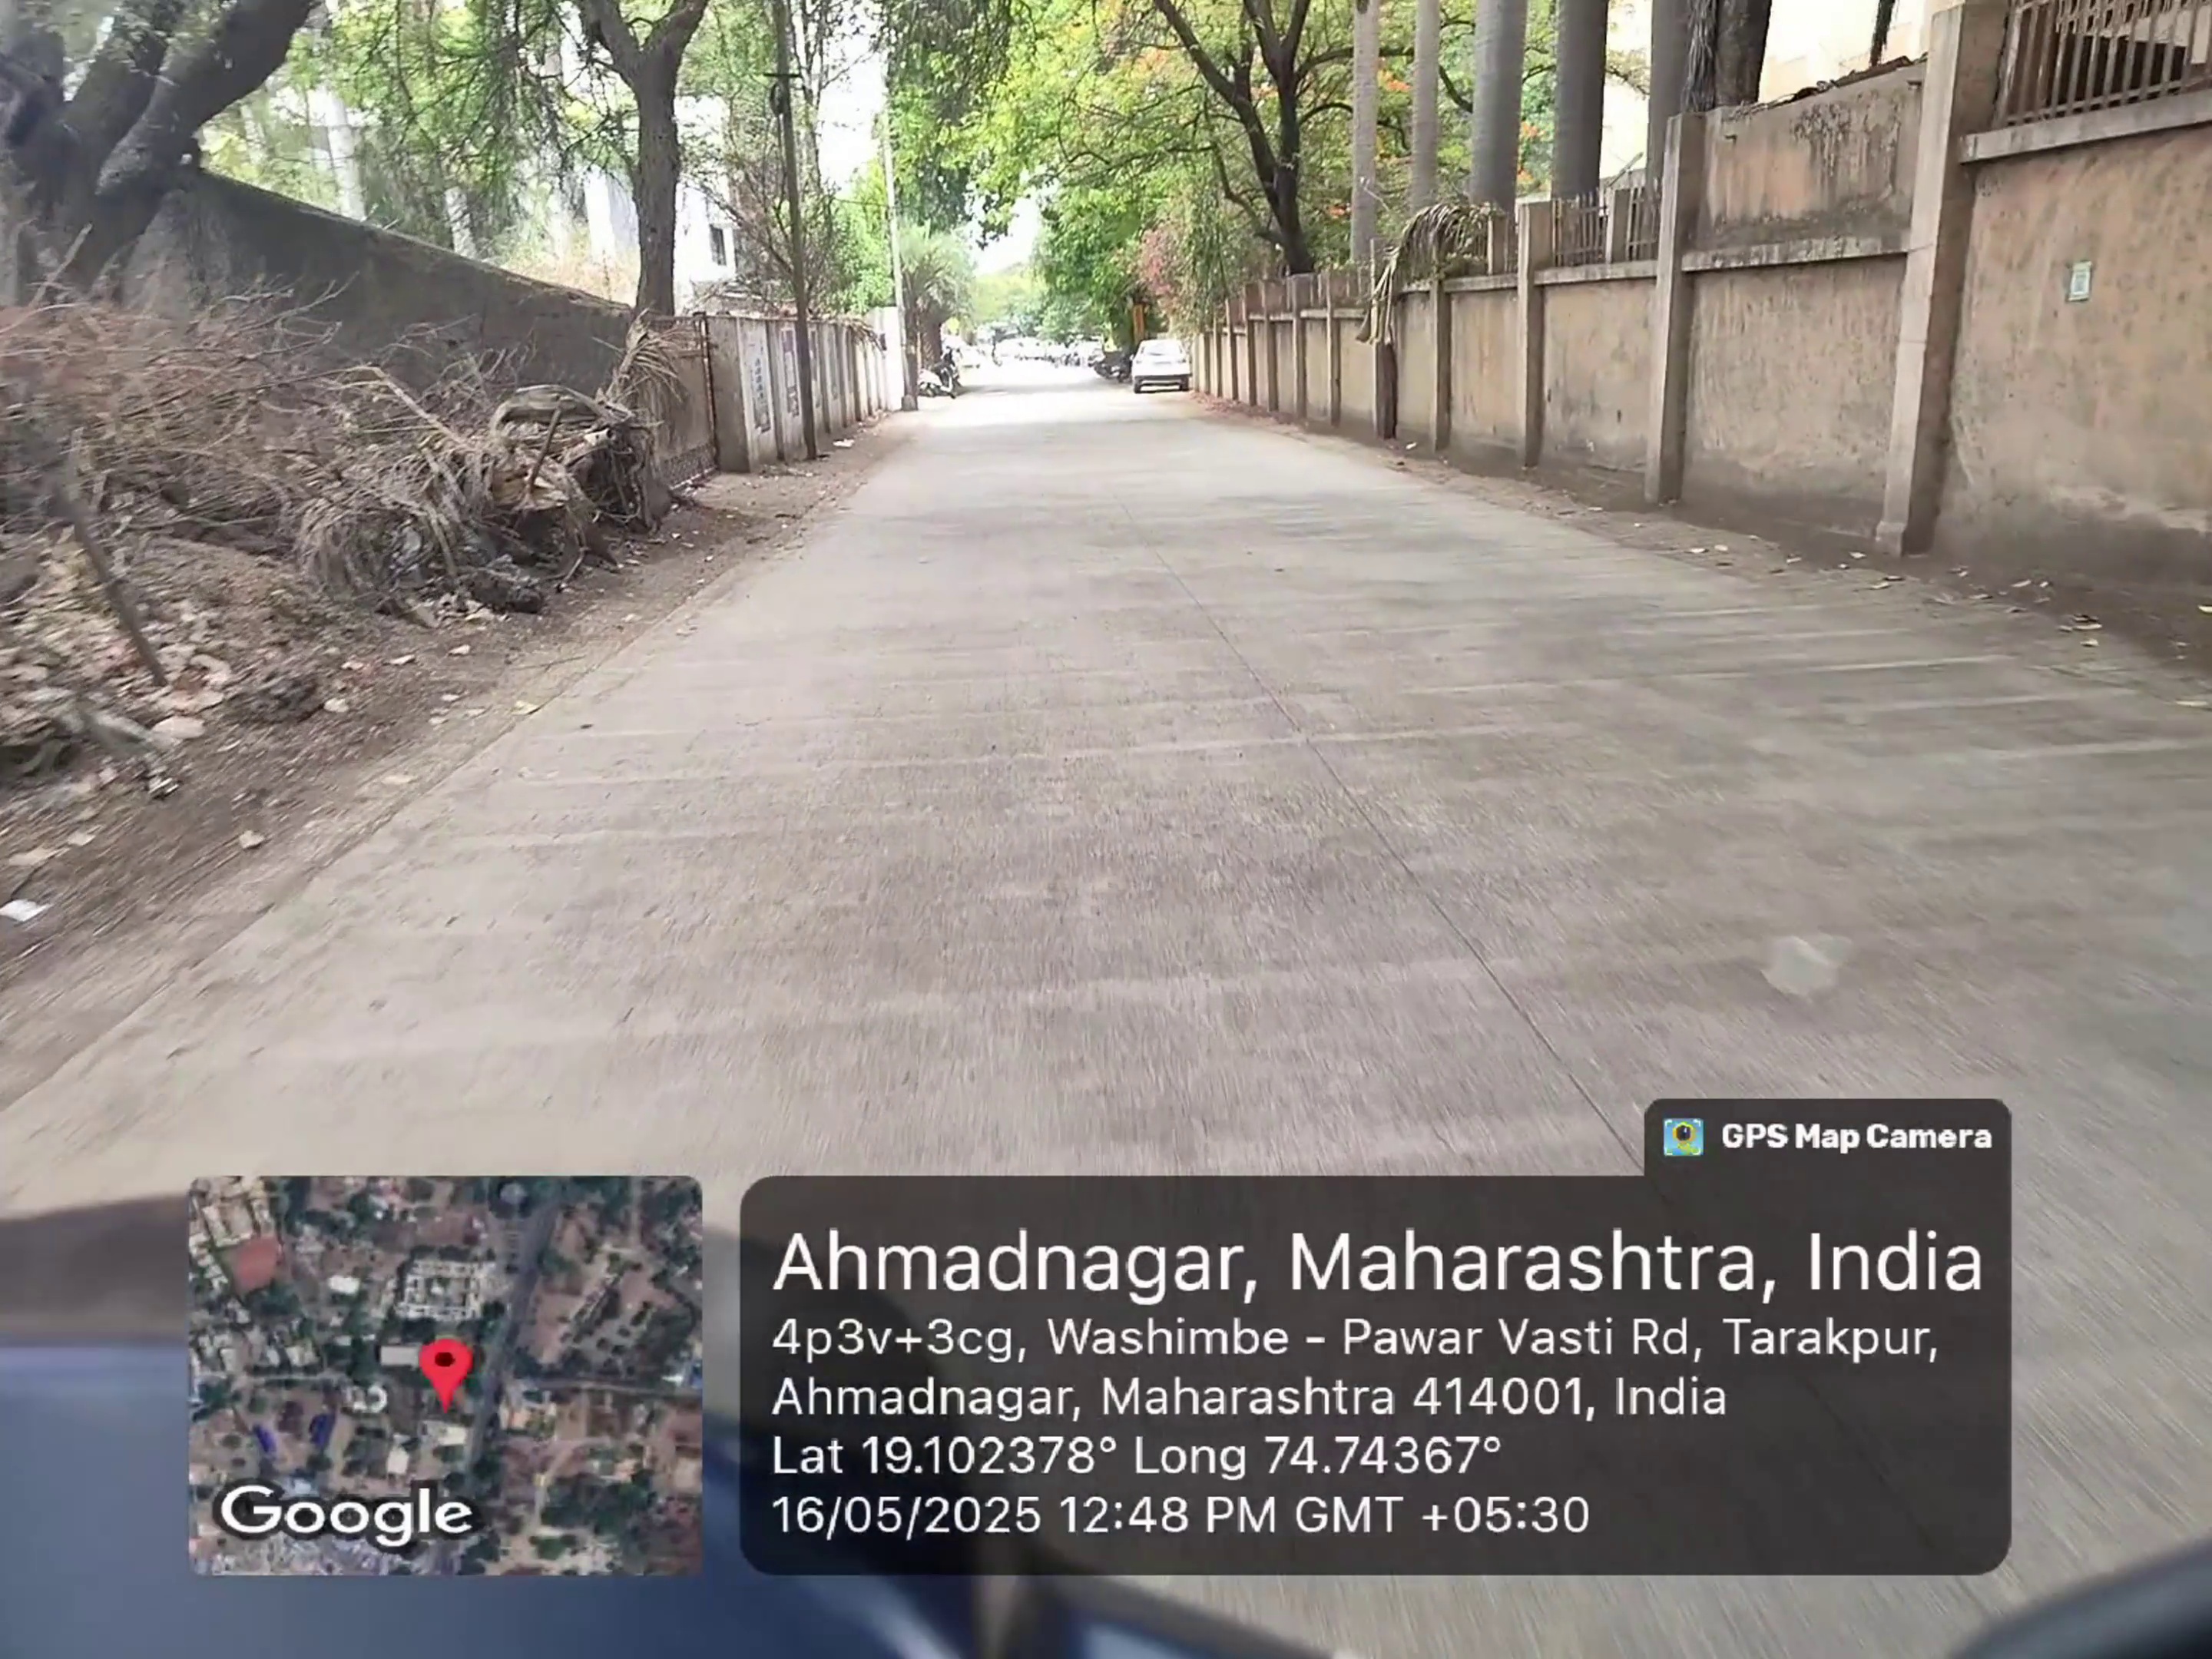 GPS Map Camera
Ahmadnagar, Maharashtra, India
4p3v+3cg, Washimbe - Pawar Vasti Rd, Tarakpur,
Ahmadnagar, Maharashtra 414001, India
Lat 19.102378° Long 74.74367°
16/05/2025 12:48 PM GMT +05:30
Google